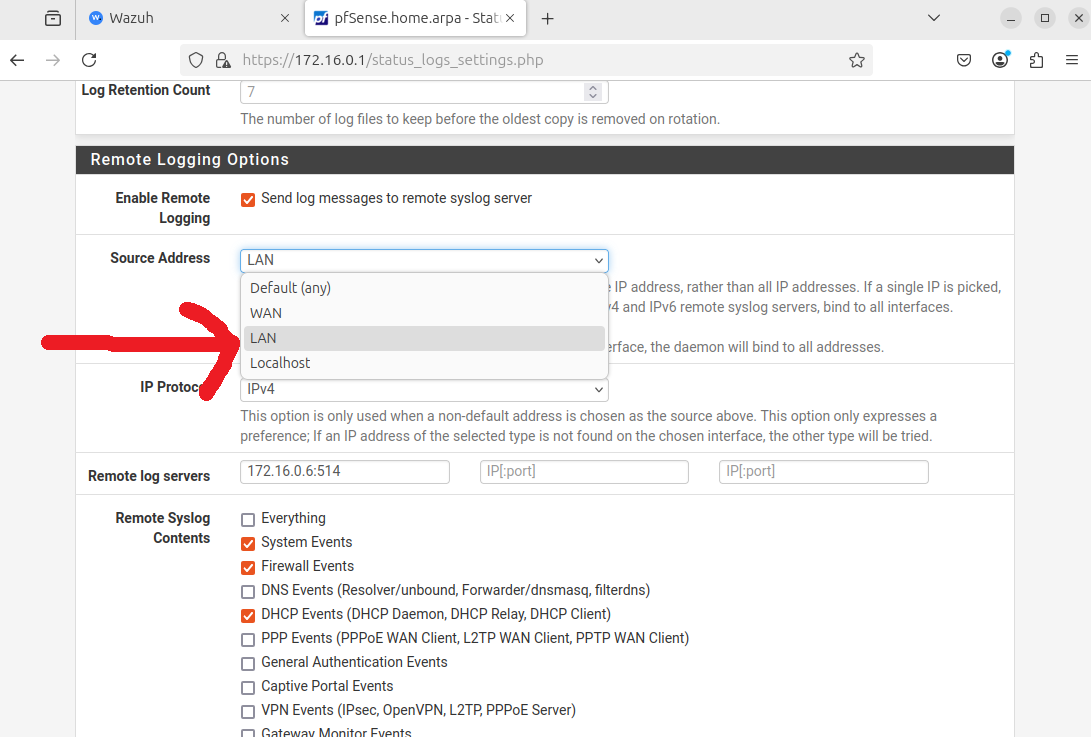 Wazuh
pfSense.home.arpa - Statu
https://172.16.0.1/status_logs_settings.php
Log Retention Count
7
The number of log files to keep before the oldest copy is removed on rotation.
Remote Logging Options
Enable Remote Logging
Send log messages to remote syslog server
Source Address
LAN
Default (any)
WAN
LAN
Localhost
IP address, rather than all IP addresses. If a single IP is picked,
and IPv6 remote syslog servers, bind to all interfaces.
the daemon will bind to all addresses.
IP
IPv4
This option is only used when a non-default address is chosen as the source above. This option only expresses a
preference; If an IP address of the selected type is not found on the chosen interface, the other type will be tried.
Remote log servers
172.16.0.6:514
IP[:port]
IP[:port]
Remote Syslog Contents
Everything
System Events
Firewall Events
DNS Events (Resolver/unbound, Forwarder/dnsmasq, filterdns)
DHCP Events (DHCP Daemon, DHCP Relay, DHCP Client)
PPP Events (PPPoE WAN Client, L2TP WAN Client, PPTP WAN Client)
General Authentication Events
Captive Portal Events
VPN Events (IPsec, OpenVPN, L2TP, PPPoE Server)
Gateway Monitor Events